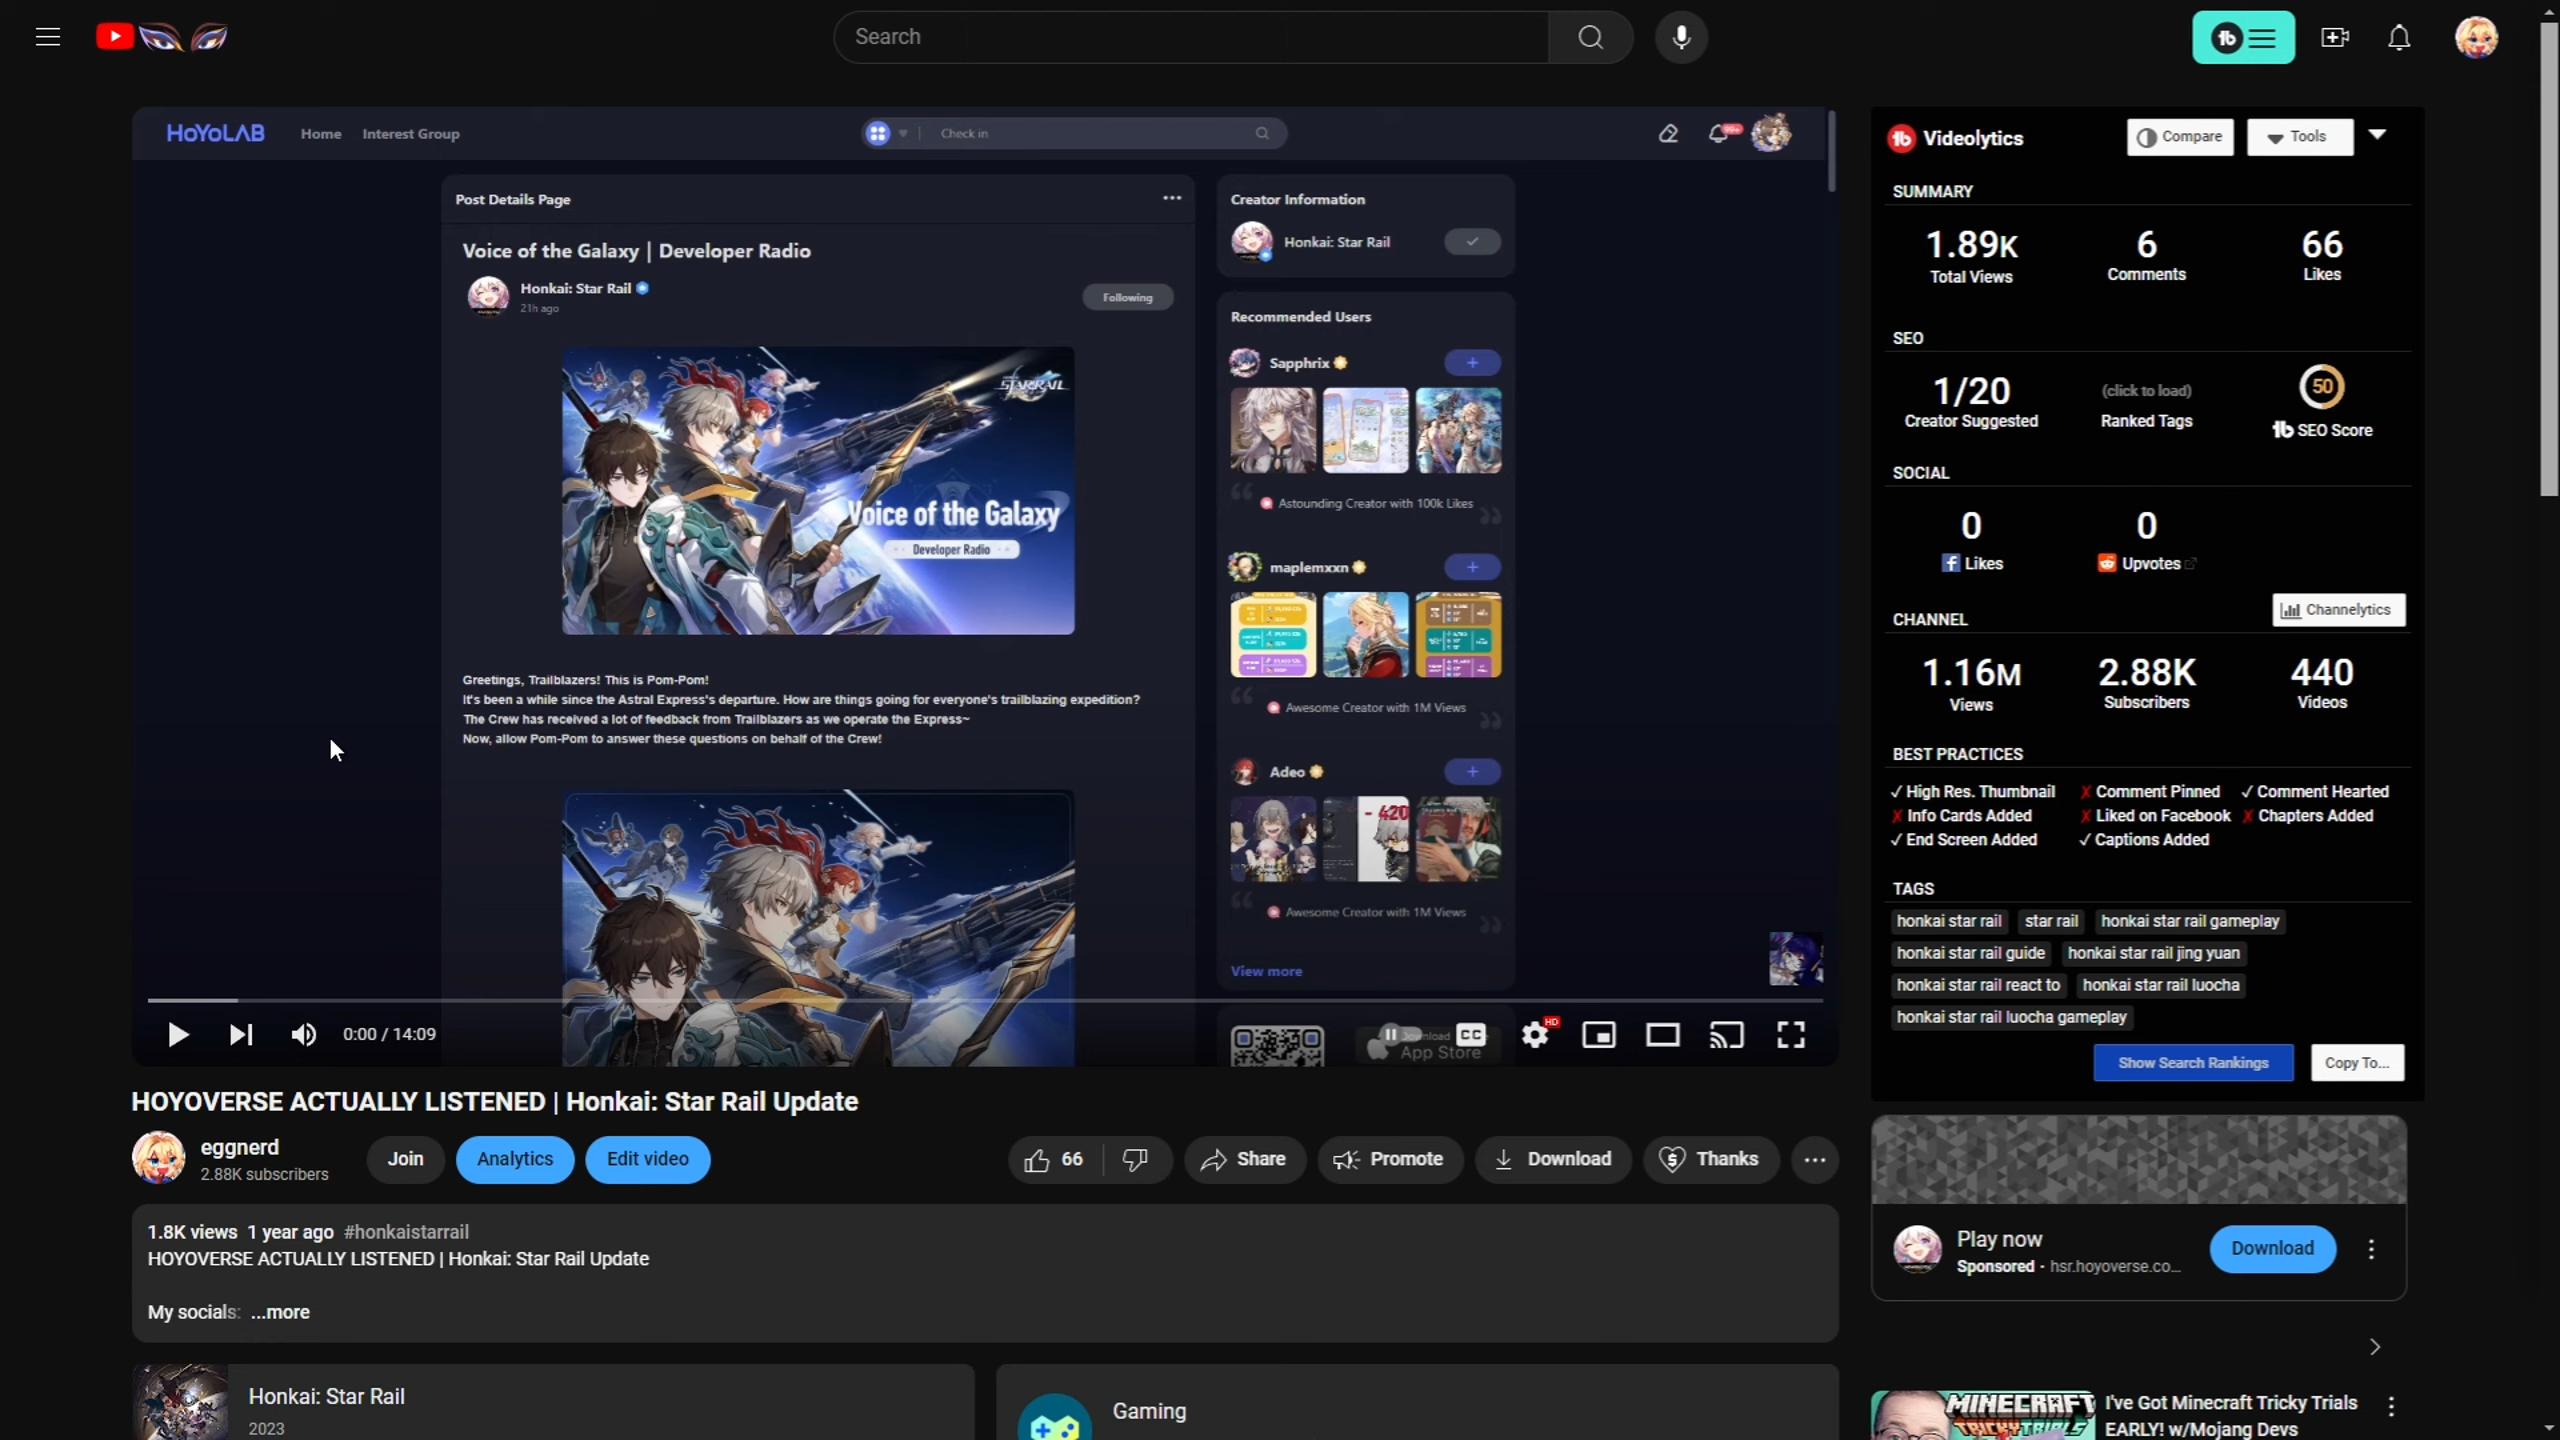 Search
HoYoLAB
Home
Interest Group
Check in
99+
Post Details Page
Voice of the Galaxy | Developer Radio
Honkai: Star Rail
21h ago
Following
STARRAIL
Voice of the Galaxy
Developer Radio
Greetings, Trailblazers! This is Pom-Pom!
It's been a while since the Astral Express's departure. How are things going for everyone's trailblazing expedition?
The Crew has received a lot of feedback from Trailblazers as we operate the Express~
Now, allow Pom-Pom to answer these questions on behalf of the Crew!
Creator Information
Honkai: Star Rail
Recommended Users
Sapphrix
Astounding Creator with 100k Likes
maplemxxn
Awesome Creator with 1M Views
Adeo
- 420
Awesome Creator with 1M Views
View more
Download
App Store
0:00 / 14:09
CC
HD
HOYOVERSE ACTUALLY LISTENED | Honkai: Star Rail Update
eggnerd
2.88K subscribers
Join
Analytics
Edit video
66
Share
Promote
Download
Thanks
1.8K views 1 year ago #honkaistarrail
HOYOVERSE ACTUALLY LISTENED | Honkai: Star Rail Update
My socials: ...more
Honkai: Star Rail
2023
Gaming
Videolytics
Compare
Tools
SUMMARY
1.89K
Total Views
6
Comments
66
Likes
SEO
1/20
Creator Suggested
(click to load)
Ranked Tags
50
SEO Score
SOCIAL
0
Likes
0
Upvotes
CHANNEL
Channelytics
1.16M
Views
2.88K
Subscribers
440
Videos
BEST PRACTICES
✓ High Res. Thumbnail
✗ Comment Pinned
✓ Comment Hearted
✗ Info Cards Added
✗ Liked on Facebook
✗ Chapters Added
✓ End Screen Added
✓ Captions Added
TAGS
honkai star rail
star rail
honkai star rail gameplay
honkai star rail guide
honkai star rail jing yuan
honkai star rail react to
honkai star rail luocha
honkai star rail luocha gameplay
Show Search Rankings
Copy To...
Play now
Sponsored · hsr.hoyoverse.co...
Download
MINECRAFT
TRICKY TRIALS
I've Got Minecraft Tricky Trials
EARLY! w/Mojang Devs